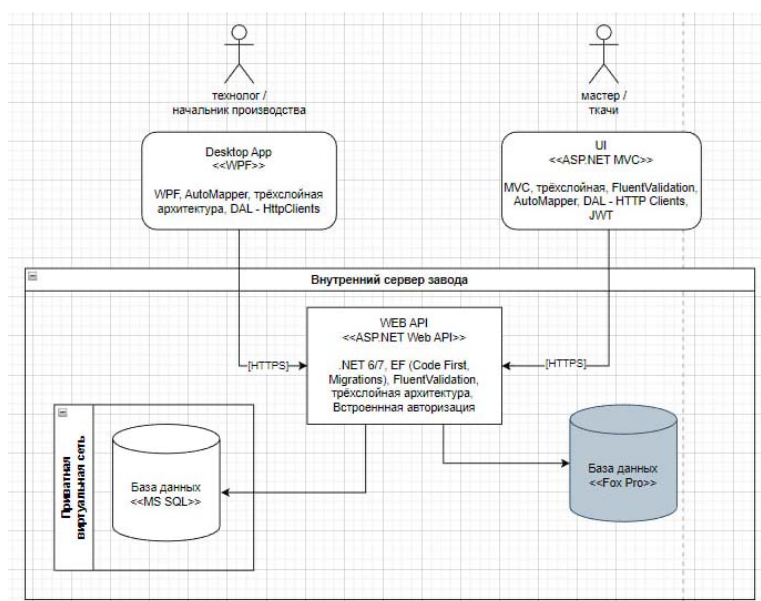 технолог /
начальник производства
мастер /
ткачи
Desktop App
<<WPF>>
WPF, AutoMapper, трёхслойная
архитектура, DAL - HttpClients
UI
<<ASP.NET MVC>>
MVC, трёхслойная, FluentValidation,
AutoMapper, DAL - HTTP Clients,
JWT
Внутренний сервер завода
WEB API
<<ASP.NET Web API>>
.NET 6/7, EF (Code First,
Migrations), FluentValidation,
трёхслойная архитектура,
Встроеннная авторизация
[HTTPS]
[HTTPS]
Приватная
виртуальная сеть
База данных
<<MS SQL>>
База данных
<<Fox Pro>>